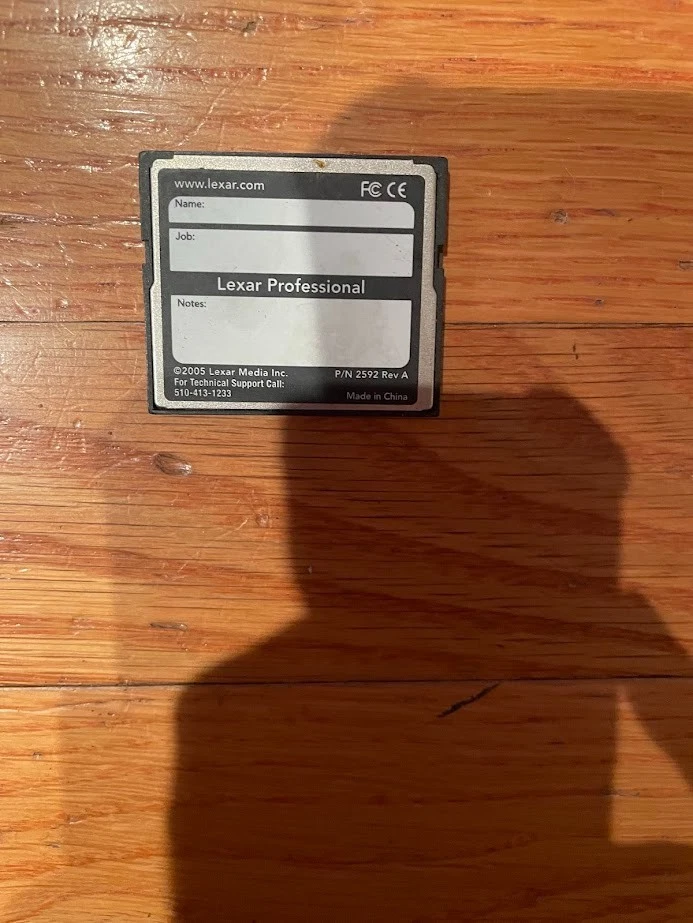 www.lexar.com FC CE
Name:
Job:
Lexar Professional
Notes:
©2005 Lexar Media Inc. P/N 2592 Rev A
For Technical Support Call:
510-413-1233 Made in China